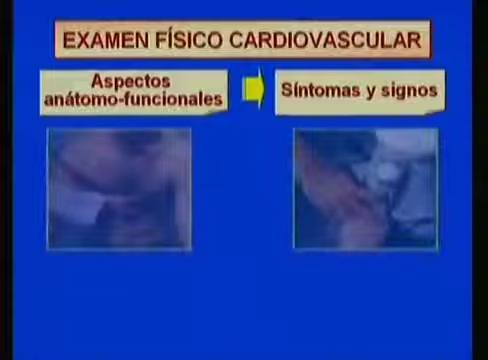 EXAMEN FÍSICO CARDIOVASCULAR
Aspectos
anátomo-funcionales
Síntomas y signos